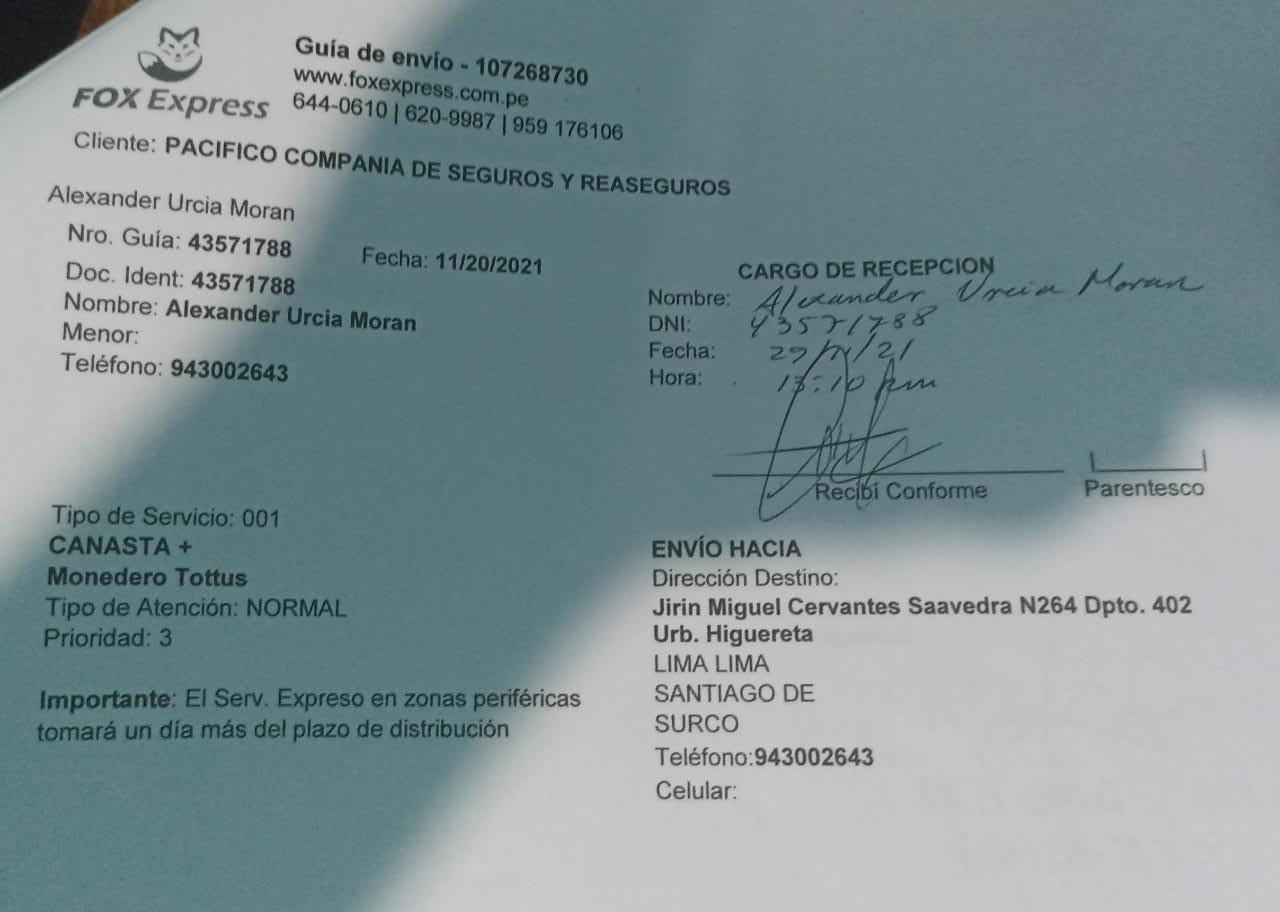 FOX Express
Guía de envío - 107268730
www.foxexpress.com.pe
644-0610 | 620-9987 | 959 176106
Cliente: PACIFICO COMPANIA DE SEGUROS Y REASEGUROS
Alexander Urcia Moran
Nro. Guía: 43571788
Fecha: 11/20/2021
Doc. Ident: 43571788
Nombre: Alexander Urcia Moran
Menor:
Teléfono: 943002643
CARGO DE RECEPCION
Nombre: Alexander Urcia Moran
DNI: 43571788
Fecha:
Hora: 13:10 pm
Recibi Conforme
Parentesco
Tipo de Servicio: 001
CANASTA +
Monedero Tottus
Tipo de Atención: NORMAL
Prioridad: 3
Importante: El Serv. Expreso en zonas periféricas
tomará un día más del plazo de distribución
ENVÍO HACIA
Dirección Destino:
Jirin Miguel Cervantes Saavedra N264 Dpto. 402
Urb. Higuereta
LIMA LIMA
SANTIAGO DE
SURCO
Teléfono:943002643
Celular: